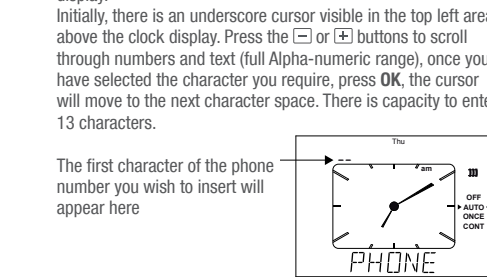 display.
Initially, there is an underscore cursor visible in the top left area
above the clock display. Press the - or + buttons to scroll
through numbers and text (full Alpha-numeric range), once you
have selected the character you require, press OK, the cursor
will move to the next character space. There is capacity to ente
13 characters.
The first character of the phone
number you wish to insert will
appear here
Thu
--
am
OFF
AUTO
ONCE
CONT
PHONE